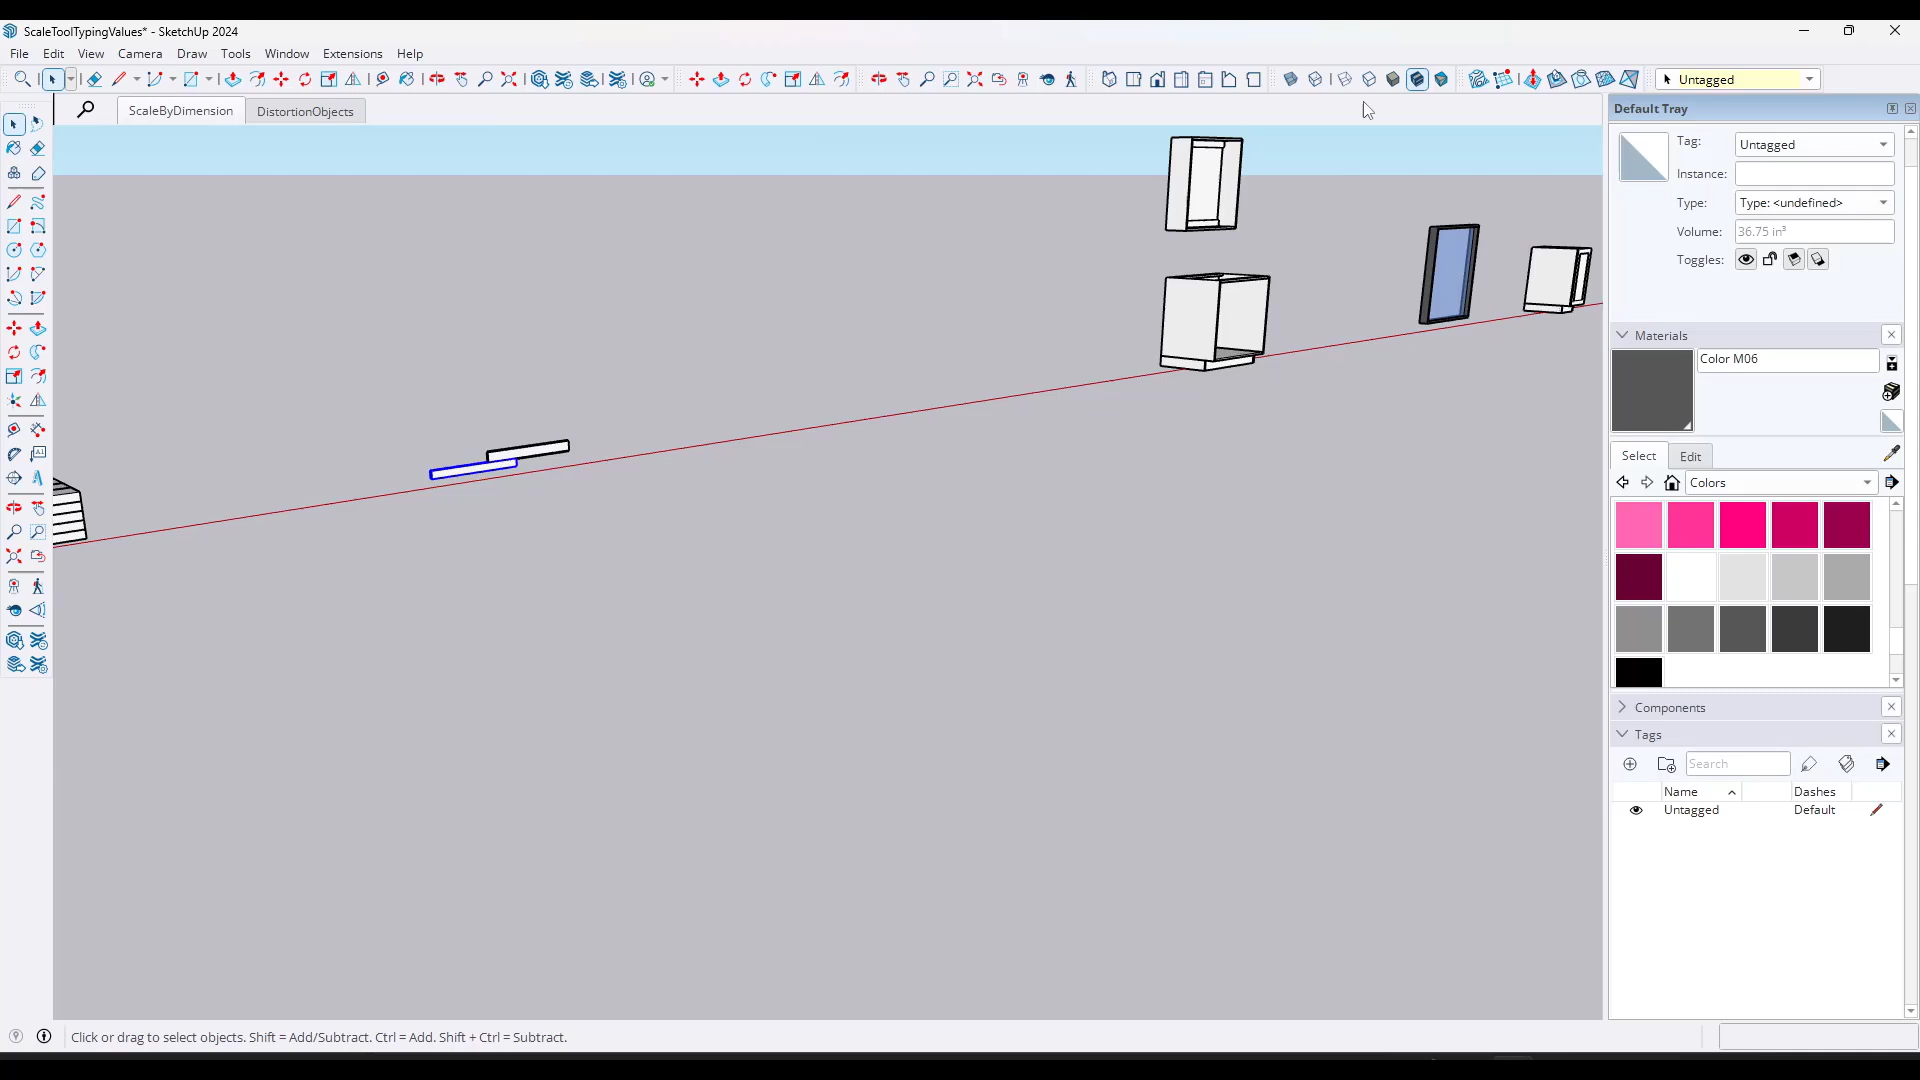 ScaleToolTypingValues* - SketchUp 2024
File Edit View Camera Draw Tools Window Extensions Help
Untagged
ScaleByDimension DistortionObjects
Default Tray
Tag: Untagged
Instance:
Type: Type: <undefined>
Volume: 36.75 in³
Toggles:
Materials
Color M06
Select Edit
Colors
Components
Tags
Search
Name Dashes
Untagged Default
Click or drag to select objects. Shift = Add/Subtract. Ctrl = Add. Shift + Ctrl = Subtract.